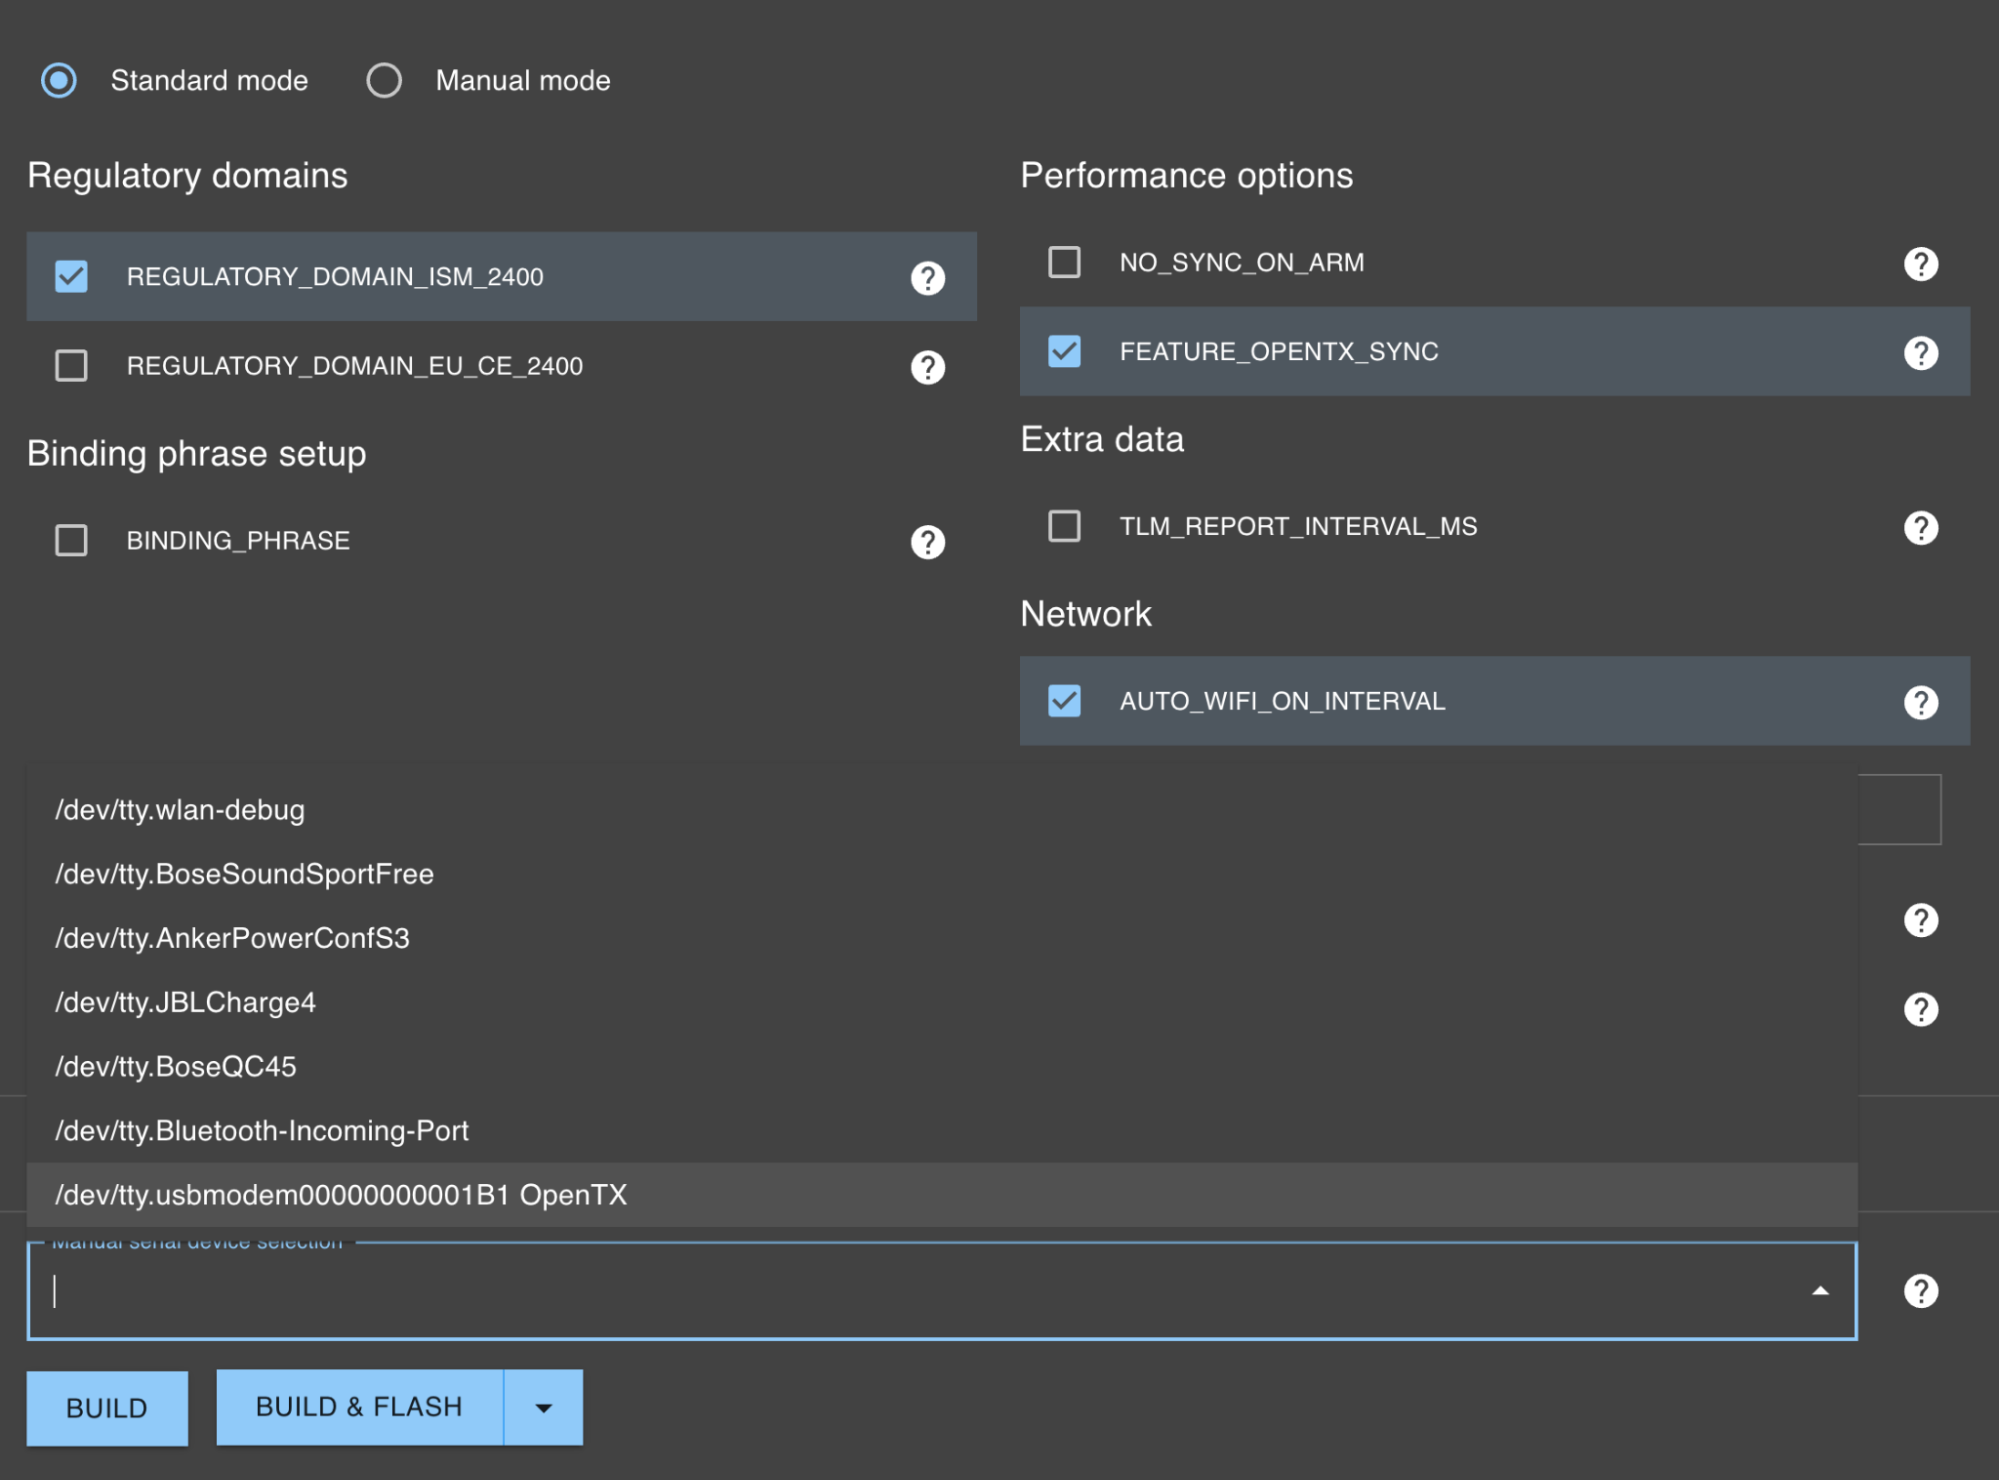 Standard mode
Manual mode
Regulatory domains
REGULATORY_DOMAIN_ISM_2400
REGULATORY_DOMAIN_EU_CE_2400
Binding phrase setup
BINDING_PHRASE
Performance options
NO_SYNC_ON_ARM
FEATURE_OPENTX_SYNC
Extra data
TLM_REPORT_INTERVAL_MS
Network
AUTO_WIFI_ON_INTERVAL
/dev/tty.wlan-debug
/dev/tty.BoseSoundSportFree
/dev/tty.AnkerPowerConfS3
/dev/tty.JBLCharge4
/dev/tty.BoseQC45
/dev/tty.Bluetooth-Incoming-Port
/dev/tty.usbmodem00000000001B1 OpenTX
Manual serial device selection
BUILD
BUILD & FLASH